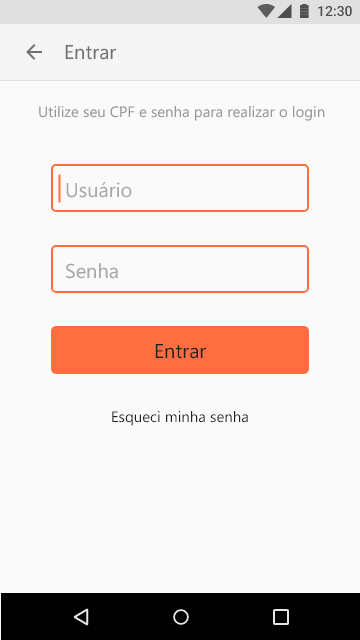 12:30
Entrar
Utilize seu CPF e senha para realizar o login
Usuário
Senha
Entrar
Esqueci minha senha